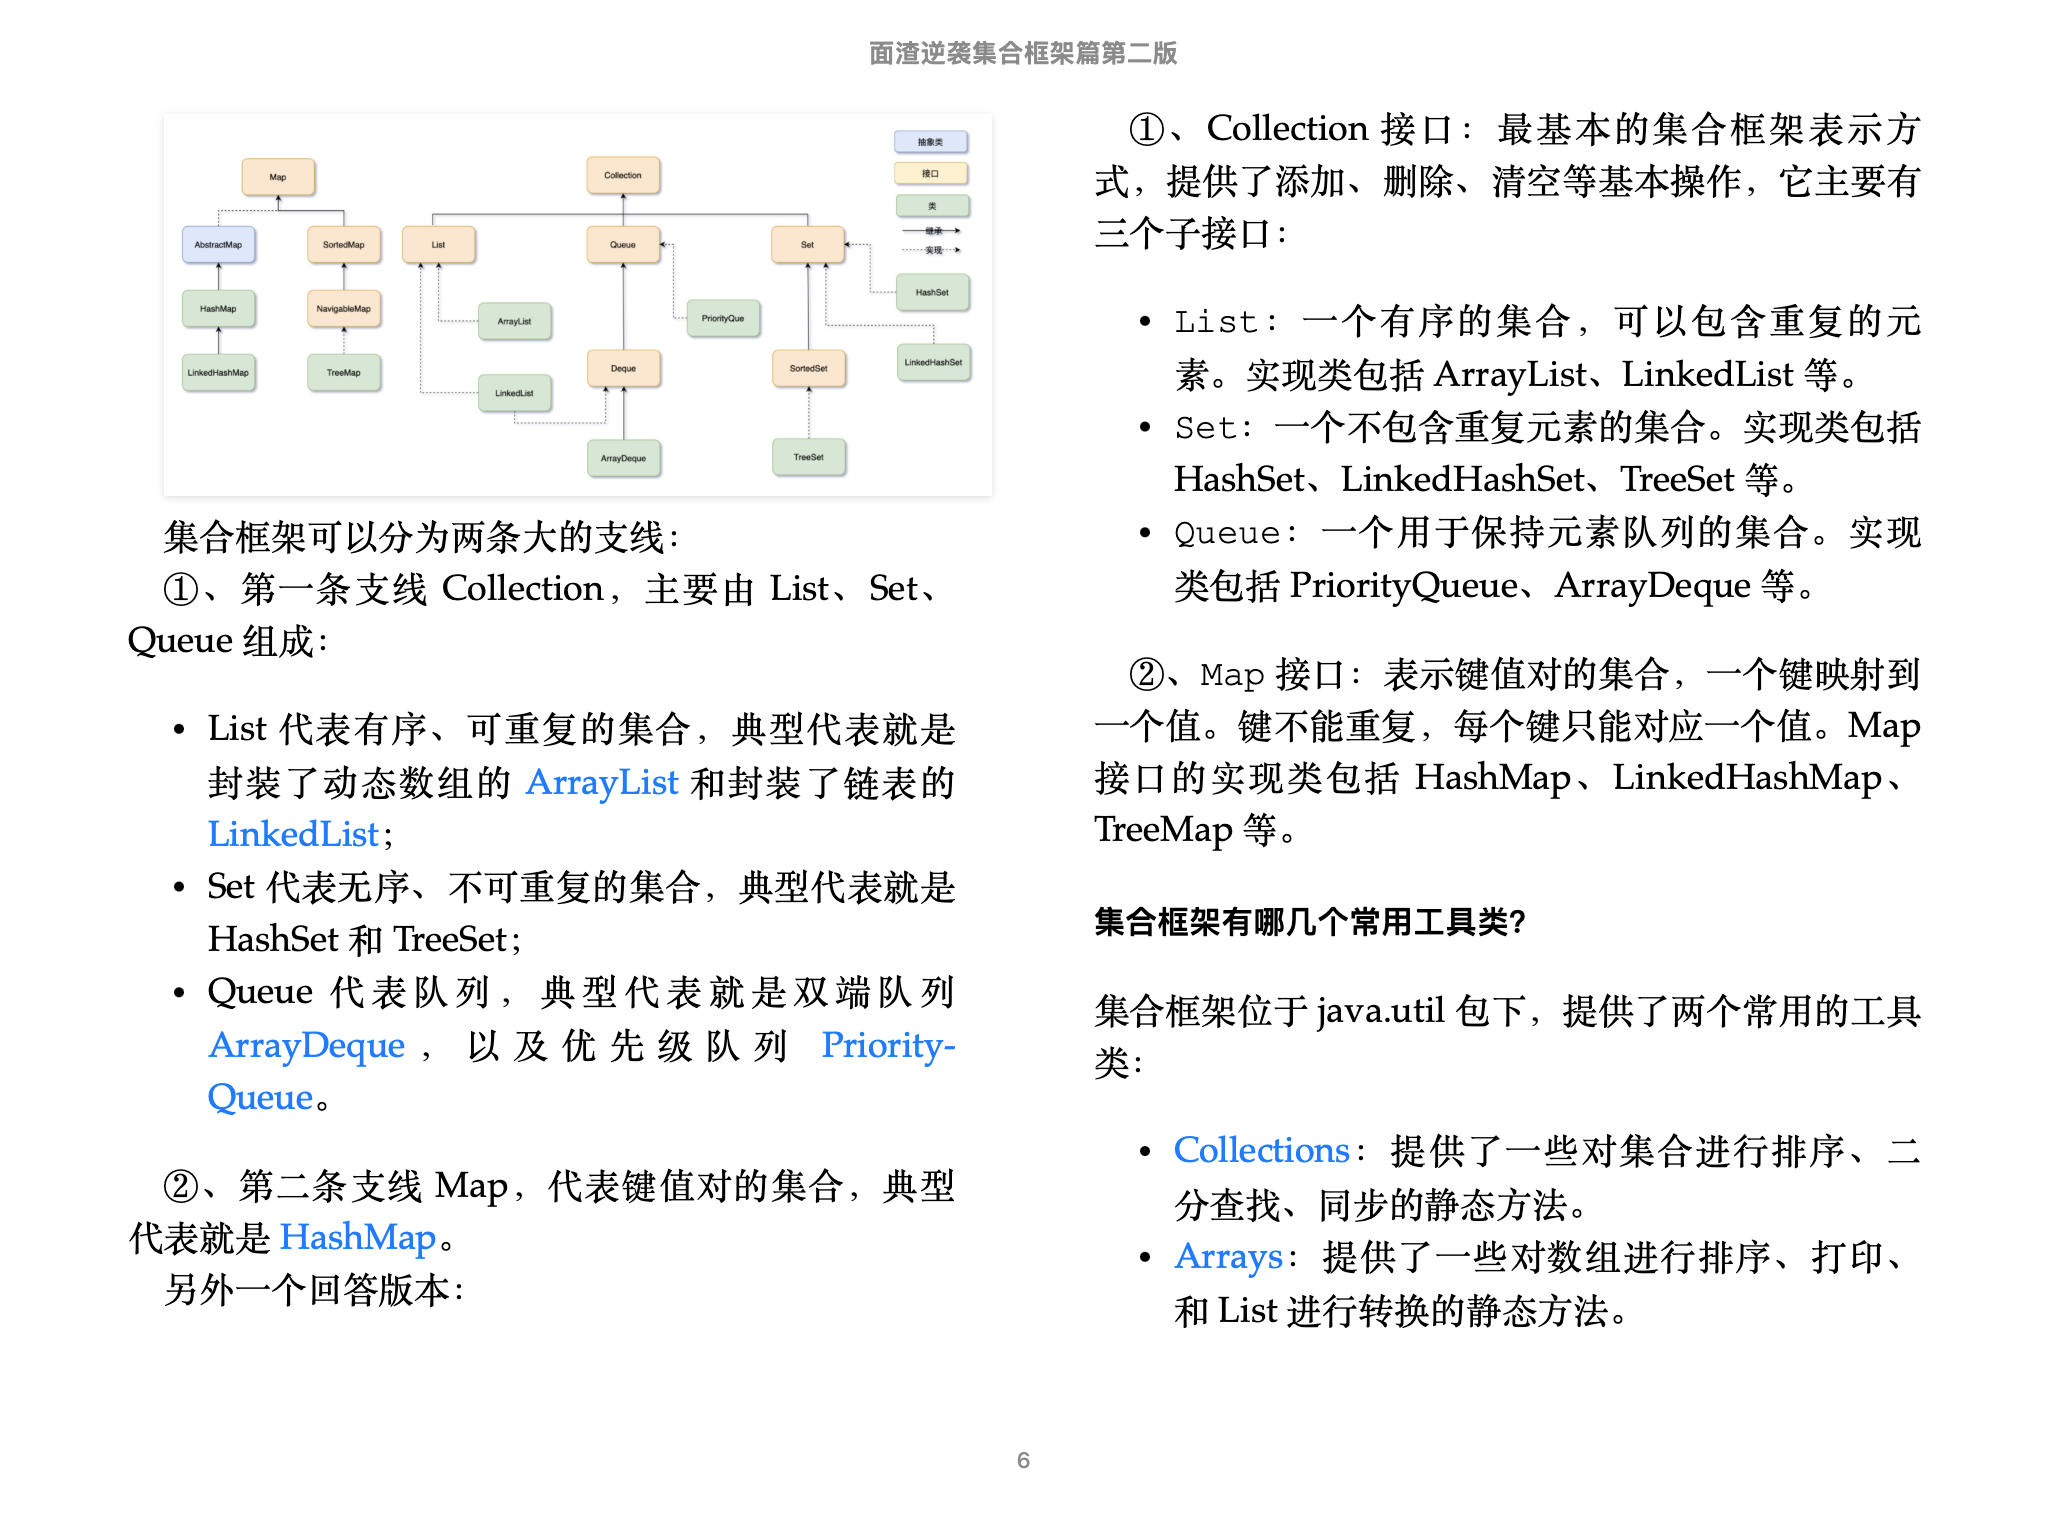 面渣逆袭集合框架篇第二版
抽象类
接口
类
继承
实现
Map
Collection
AbstractMap
SortedMap
List
Queue
Set
HashMap
NavigableMap
ArrayList
PriorityQue
HashSet
LinkedHashMap
TreeMap
LinkedList
Deque
SortedSet
LinkedHashSet
ArrayDeque
TreeSet
集合框架可以分为两条大的支线：
①、第一条支线 Collection，主要由 List、Set、
Queue 组成：
• List 代表有序、可重复的集合，典型代表就是
封装了动态数组的 ArrayList 和封装了链表的
LinkedList；
• Set 代表无序、不可重复的集合，典型代表就是
HashSet 和 TreeSet；
• Queue 代表队列，典型代表就是双端队列
ArrayDeque，以及优先级队列 Priority-
Queue。
②、第二条支线 Map，代表键值对的集合，典型
代表就是 HashMap。
另外一个回答版本：
①、Collection 接口：最基本的集合框架表示方
式，提供了添加、删除、清空等基本操作，它主要有
三个子接口：
• List：一个有序的集合，可以包含重复的元
素。实现类包括 ArrayList、LinkedList 等。
• Set：一个不包含重复元素的集合。实现类包括
HashSet、LinkedHashSet、TreeSet 等。
• Queue：一个用于保持元素队列的集合。实现
类包括 PriorityQueue、ArrayDeque 等。
②、Map 接口：表示键值对的集合，一个键映射到
一个值。键不能重复，每个键只能对应一个值。Map
接口的实现类包括 HashMap、LinkedHashMap、
TreeMap 等。
集合框架有哪几个常用工具类？
集合框架位于 java.util 包下，提供了两个常用的工具
类：
• Collections：提供了一些对集合进行排序、二
分查找、同步的静态方法。
• Arrays：提供了一些对数组进行排序、打印、
和 List 进行转换的静态方法。
6